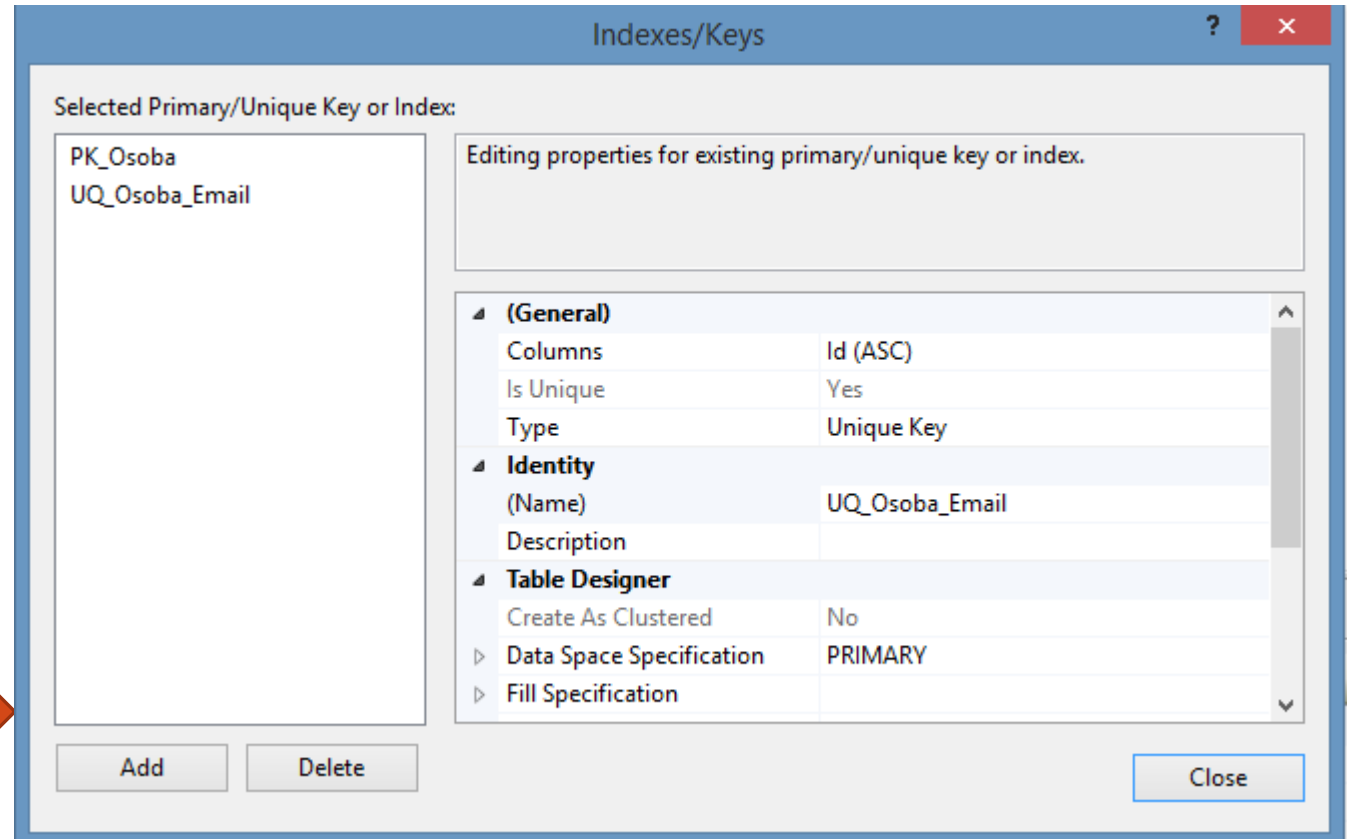 Indexes/Keys
?
×
Selected Primary/Unique Key or Index:
PK_Osoba
UQ_Osoba_Email
Editing properties for existing primary/unique key or index.
(General)
Columns Id (ASC)
Is Unique Yes
Type Unique Key
Identity
(Name) UQ_Osoba_Email
Description
Table Designer
Create As Clustered No
Data Space Specification PRIMARY
Fill Specification
Add Delete
Close